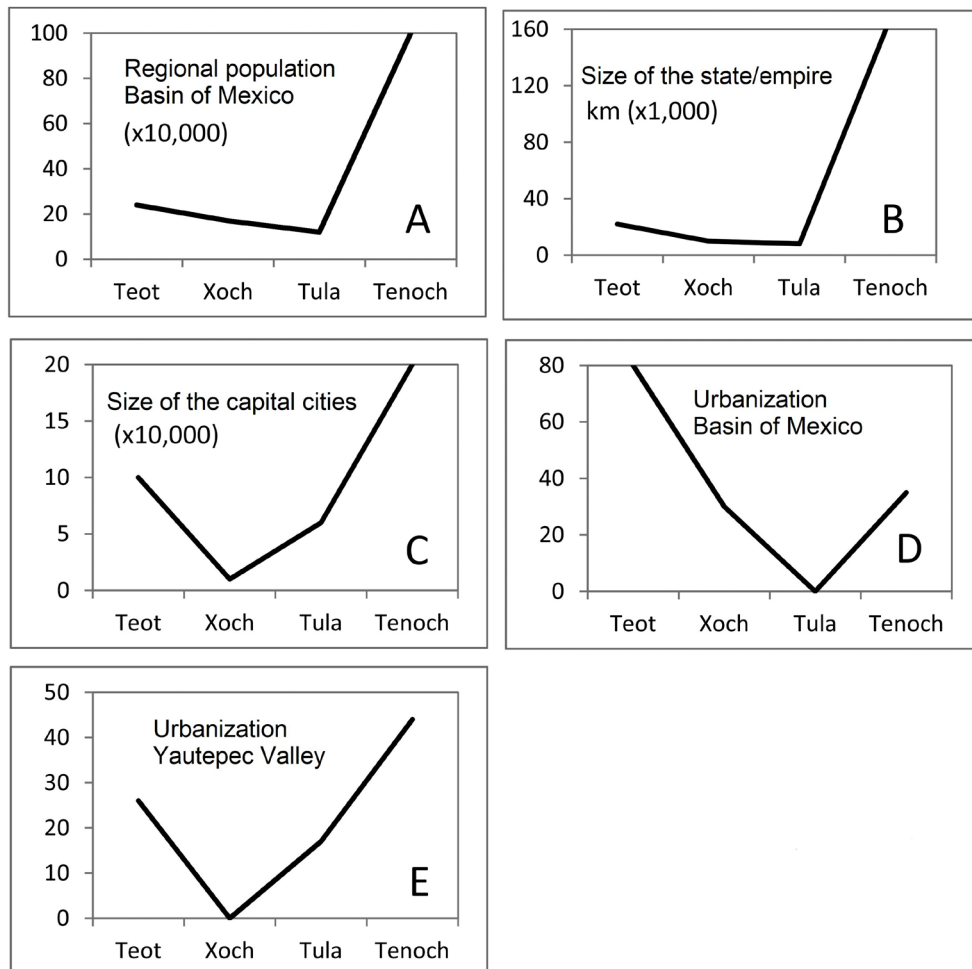 100
80
60
40
20
0
Regional population
Basin of Mexico
(x10,000)
A
Teot Xoch Tula Tenoch
160
120
80
40
0
Size of the state/empire
km (x1,000)
B
Teot Xoch Tula Tenoch
20
15
10
5
0
Size of the capital cities
(x10,000)
C
Teot Xoch Tula Tenoch
80
60
40
20
0
Urbanization
Basin of Mexico
D
Teot Xoch Tula Tenoch
50
40
30
20
10
0
Urbanization
Yautepec Valley
E
Teot Xoch Tula Tenoch